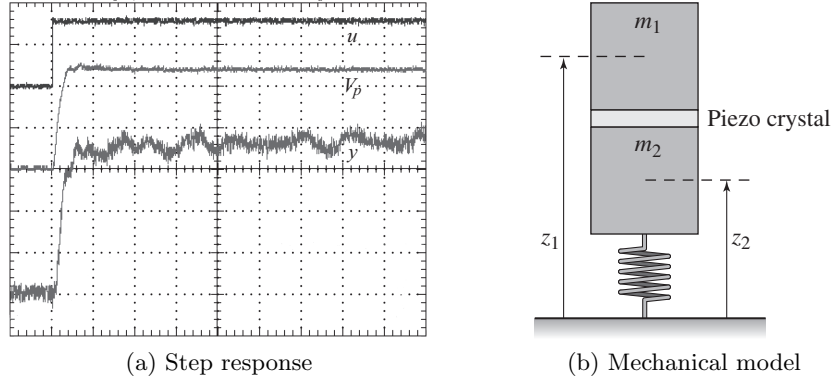 u
V_p
y
(a) Step response
m_1
Piezo crystal
m_2
z_1
z_2
(b) Mechanical model